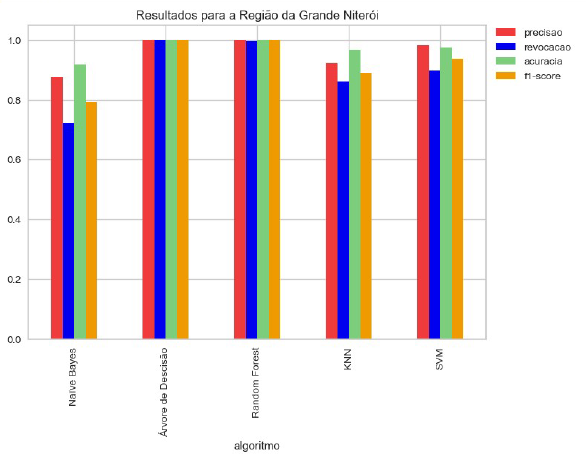 Resultados para a Região da Grande Niterói
precisao
revocacao
acuracia
f1-score
1.0
0.8
0.6
0.4
0.2
0.0
Naïve Bayes
Árvore de Descisão
Random Forest
KNN
SVM
algoritmo